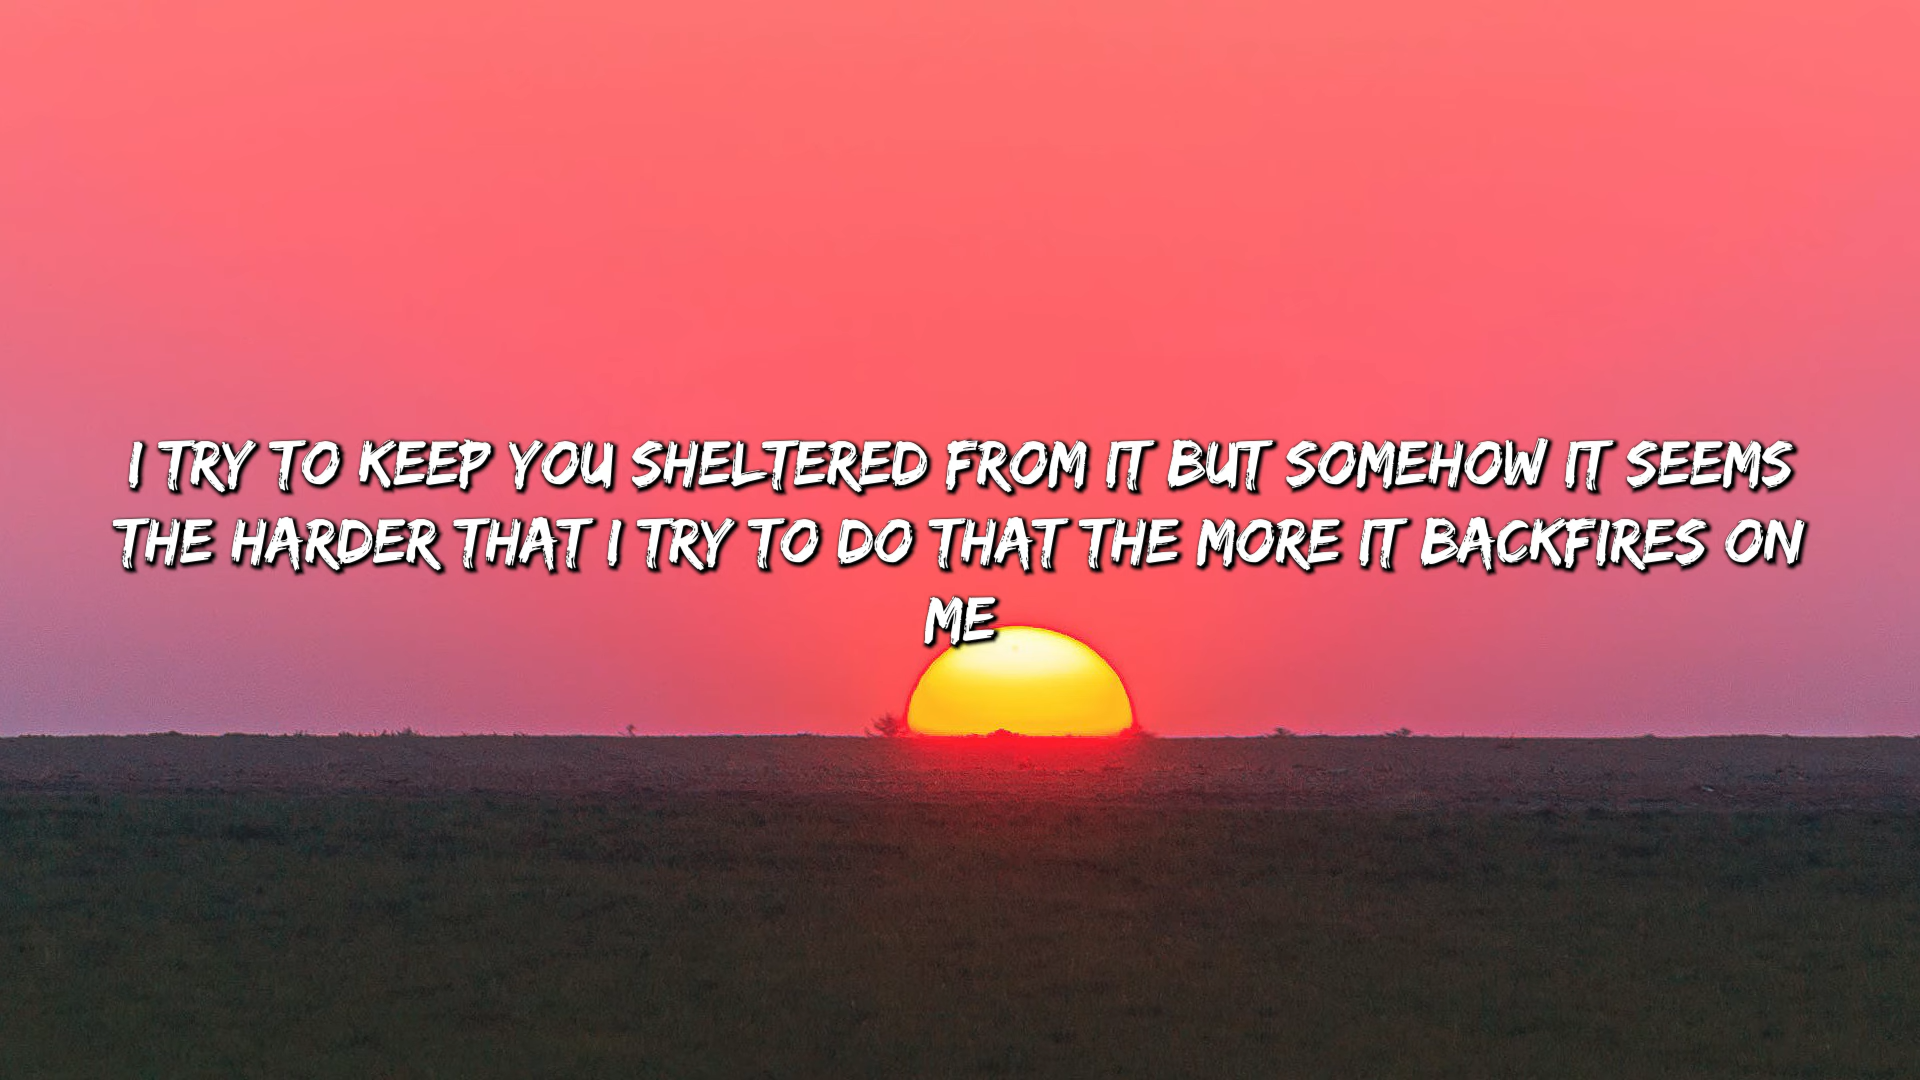 I TRY TO KEEP YOU SHELTERED FROM IT BUT SOMEHOW IT SEEMS
THE HARDER THAT I TRY TO DO THAT THE MORE IT BACKFIRES ON
ME